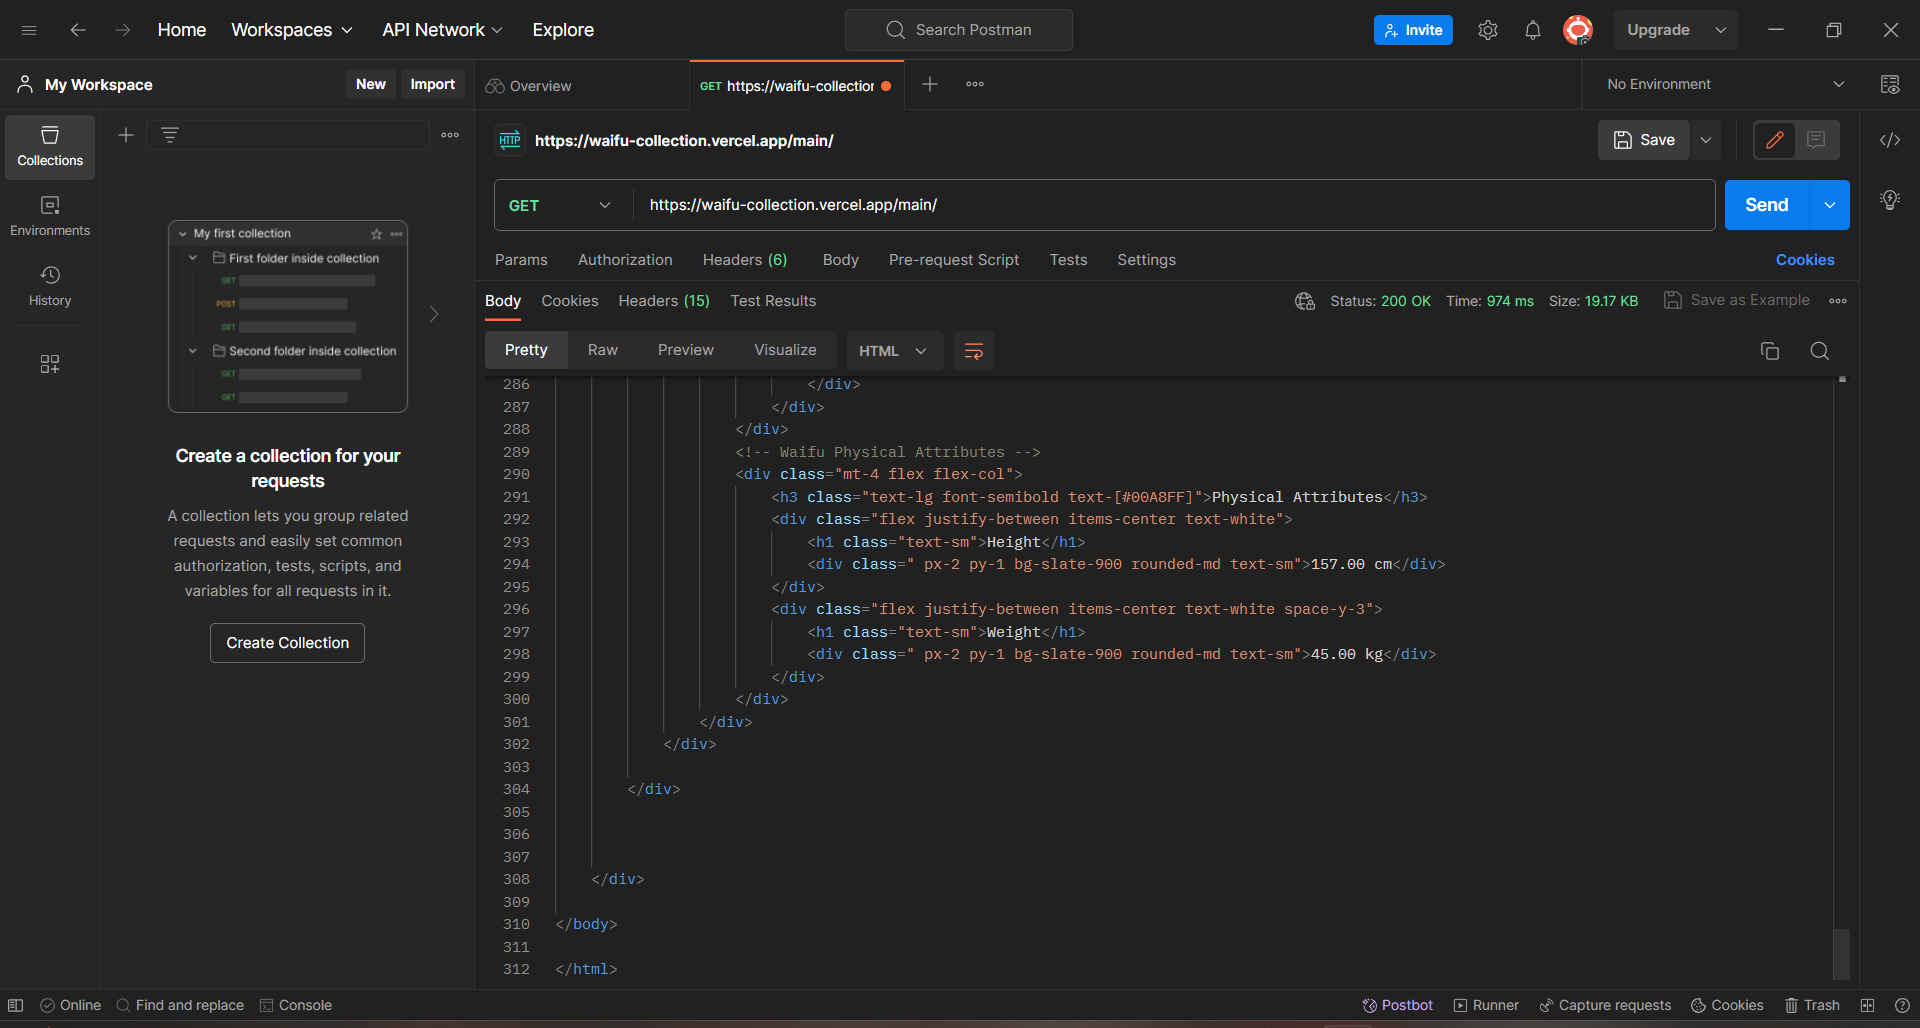 Home Workspaces API Network Explore Search Postman Invite Upgrade
My Workspace New Import Overview GET https://waifu-collection No Environment
Collections
Environments
History
My first collection
First folder inside collection
GET
POST
GET
Second folder inside collection
GET
GET
Create a collection for your
requests
A collection lets you group related
requests and easily set common
authorization, tests, scripts, and
variables for all requests in it.
Create Collection
HTTP https://waifu-collection.vercel.app/main/ Save
GET https://waifu-collection.vercel.app/main/ Send
Params Authorization Headers (6) Body Pre-request Script Tests Settings Cookies
Body Cookies Headers (15) Test Results Status: 200 OK Time: 974 ms Size: 19.17 KB Save as Example
Pretty Raw Preview Visualize HTML
286 </div>
287 </div>
288 </div>
289 <!-- Waifu Physical Attributes -->
290 <div class="mt-4 flex flex-col">
291 <h3 class="text-lg font-semibold text-[#00A8FF]">Physical Attributes</h3>
292 <div class="flex justify-between items-center text-white">
293 <h1 class="text-sm">Height</h1>
294 <div class=" px-2 py-1 bg-slate-900 rounded-md text-sm">157.00 cm</div>
295 </div>
296 <div class="flex justify-between items-center text-white space-y-3">
297 <h1 class="text-sm">Weight</h1>
298 <div class=" px-2 py-1 bg-slate-900 rounded-md text-sm">45.00 kg</div>
299 </div>
300 </div>
301 </div>
302 </div>
303
304 </div>
305
306
307
308 </div>
309
310 </body>
311
312 </html>
Online Find and replace Console Postbot Runner Capture requests Cookies Trash